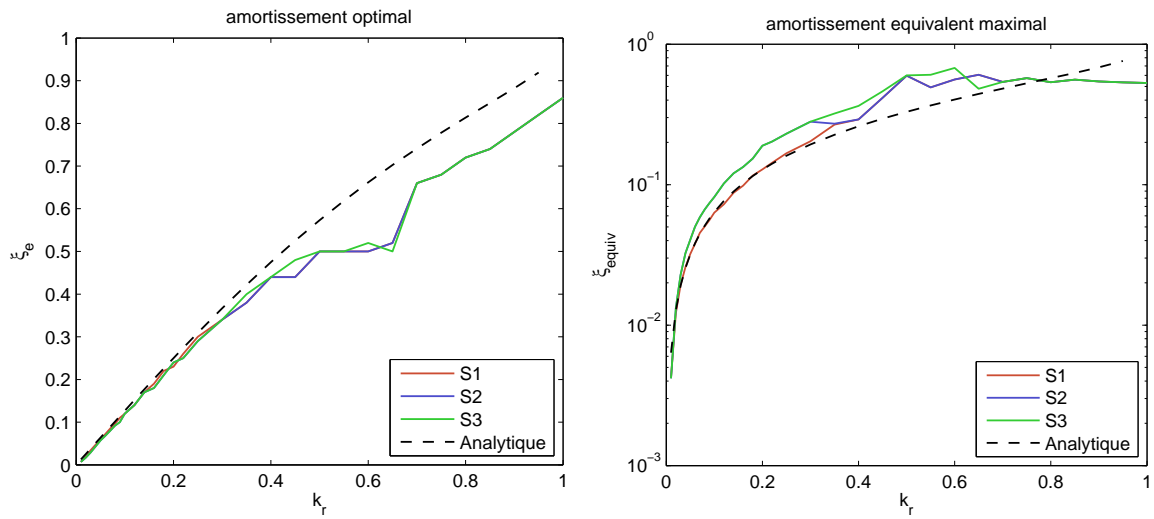 amortissement optimal
1
0.9
0.8
0.7
0.6
0.5
0.4
0.3
0.2
0.1
0
ξe
0
0.2
0.4
0.6
0.8
1
kr
S1
S2
S3
Analytique
amortissement equivalent maximal
10^0
10^-1
10^-2
10^-3
ξequiv
0
0.2
0.4
0.6
0.8
1
kr
S1
S2
S3
Analytique